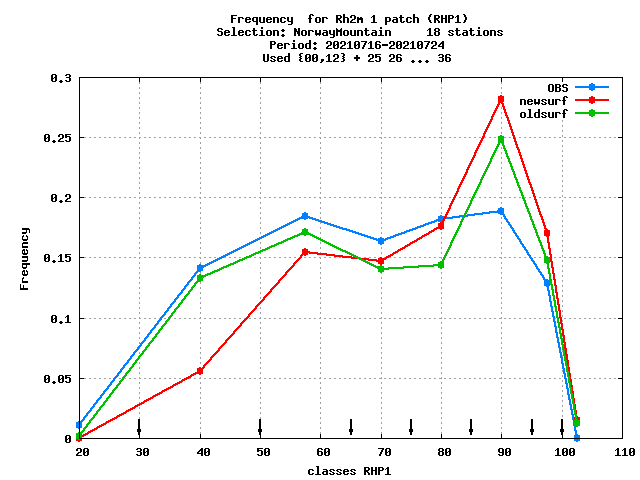 Frequency  for Rh2m 1 patch (RHP1)
Selection: NorwayMountain     18 stations
Period: 20210716-20210724
Used {00,12} + 25 26 ... 36
OBS
newsurf
oldsurf
0.3
0.25
0.2
0.15
0.1
0.05
0
Frequency
20 30 40 50 60 70 80 90 100 110
classes RHP1